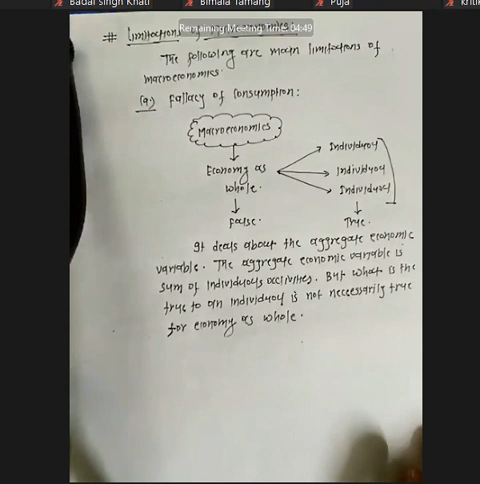 Badal singh Khati
Bimala Tamang
Puja
kritik
Remaining Meeting Time - 04:49
# limitations of
The following are main limitations of
macroeconomics.
(a.) Fallacy of Consumption:
Macroeconomics
Economy as
whole.
Individual
Individual
Individual
False.
True.
It deals about the aggregate economic
variable. The aggregate economic variable is
sum of individuals activities. But what is the
true to an individual is not neccessarily true
for economy as whole.